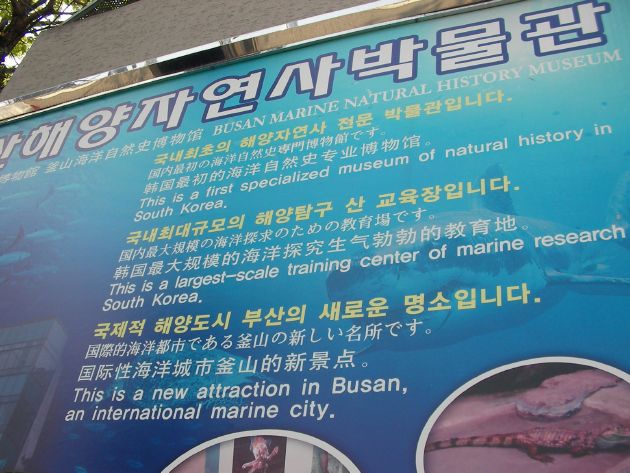 해양자연사박물관
博物館 釜山海洋自然史博物馆 BUSAN MARINE NATURAL HISTORY MUSEUM
국내최초의 해양자연사 전문 박물관입니다.
国内最初の海洋自然史専門博物館です。
韩国最初的海洋自然史专业博物馆。
This is a first specialized museum of natural history in
South Korea.
국내최대규모의 해양탐구 산 교육장입니다.
国内最大規模の海洋探求のための教育場です。
韩国最大规模的海洋探究生气勃勃的教育地。
This is a largest-scale training center of marine research
South Korea.
국제적 해양도시 부산의 새로운 명소입니다.
国際的海洋都市である釜山の新しい名所です。
国际性海洋城市釜山的新景点。
This is a new attraction in Busan,
an international marine city.